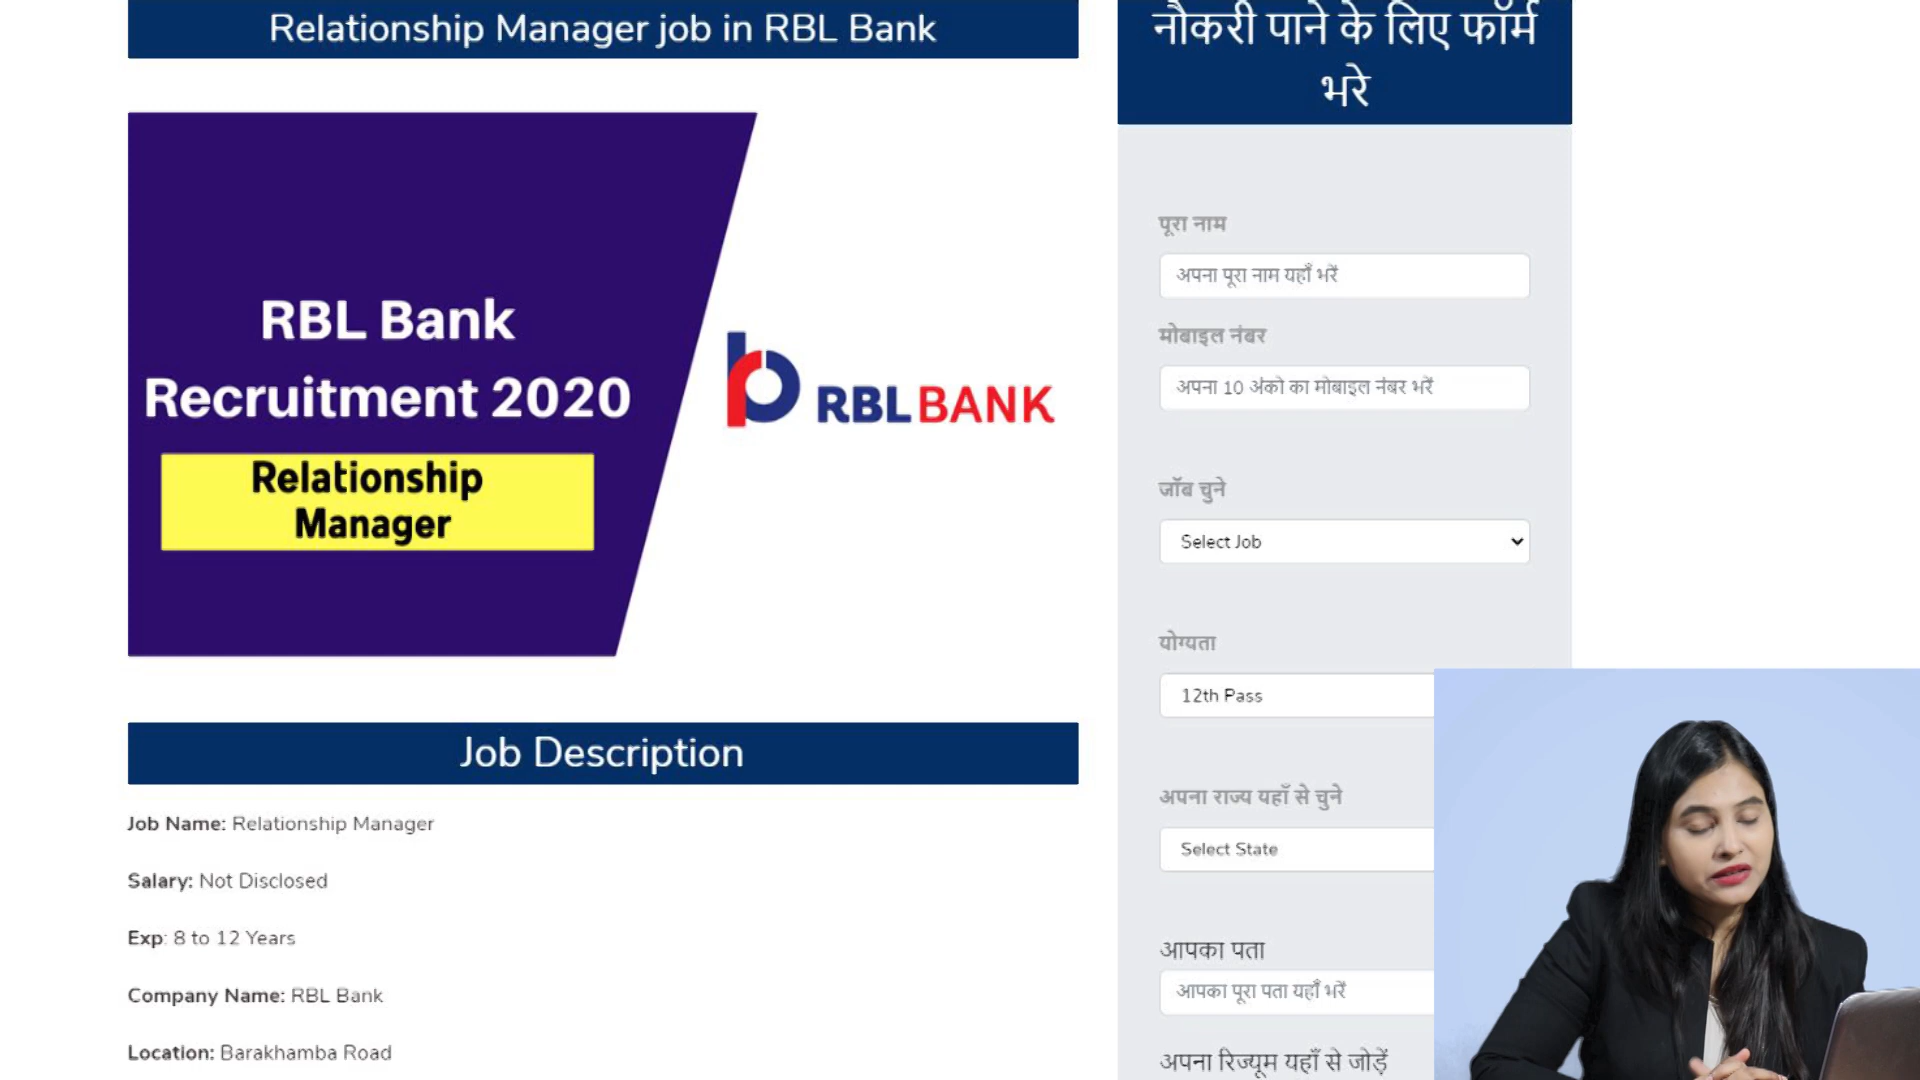 Relationship Manager job in RBL Bank
RBL Bank
Recruitment 2020
Relationship
Manager
RBL BANK
Job Description
Job Name: Relationship Manager
Salary: Not Disclosed
Exp: 8 to 12 Years
Company Name: RBL Bank
Location: Barakhamba Road
नौकरी पाने के लिए फॉर्म
भरे
पूरा नाम
अपना पूरा नाम यहाँ भरें
मोबाइल नंबर
अपना 10 अंको का मोबाइल नंबर भरें
जॉब चुने
Select Job
योग्यता
12th Pass
अपना राज्य यहाँ से चुने
Select State
आपका पता
आपका पूरा पता यहाँ भरें
अपना रिज्यूम यहाँ से जोड़ें